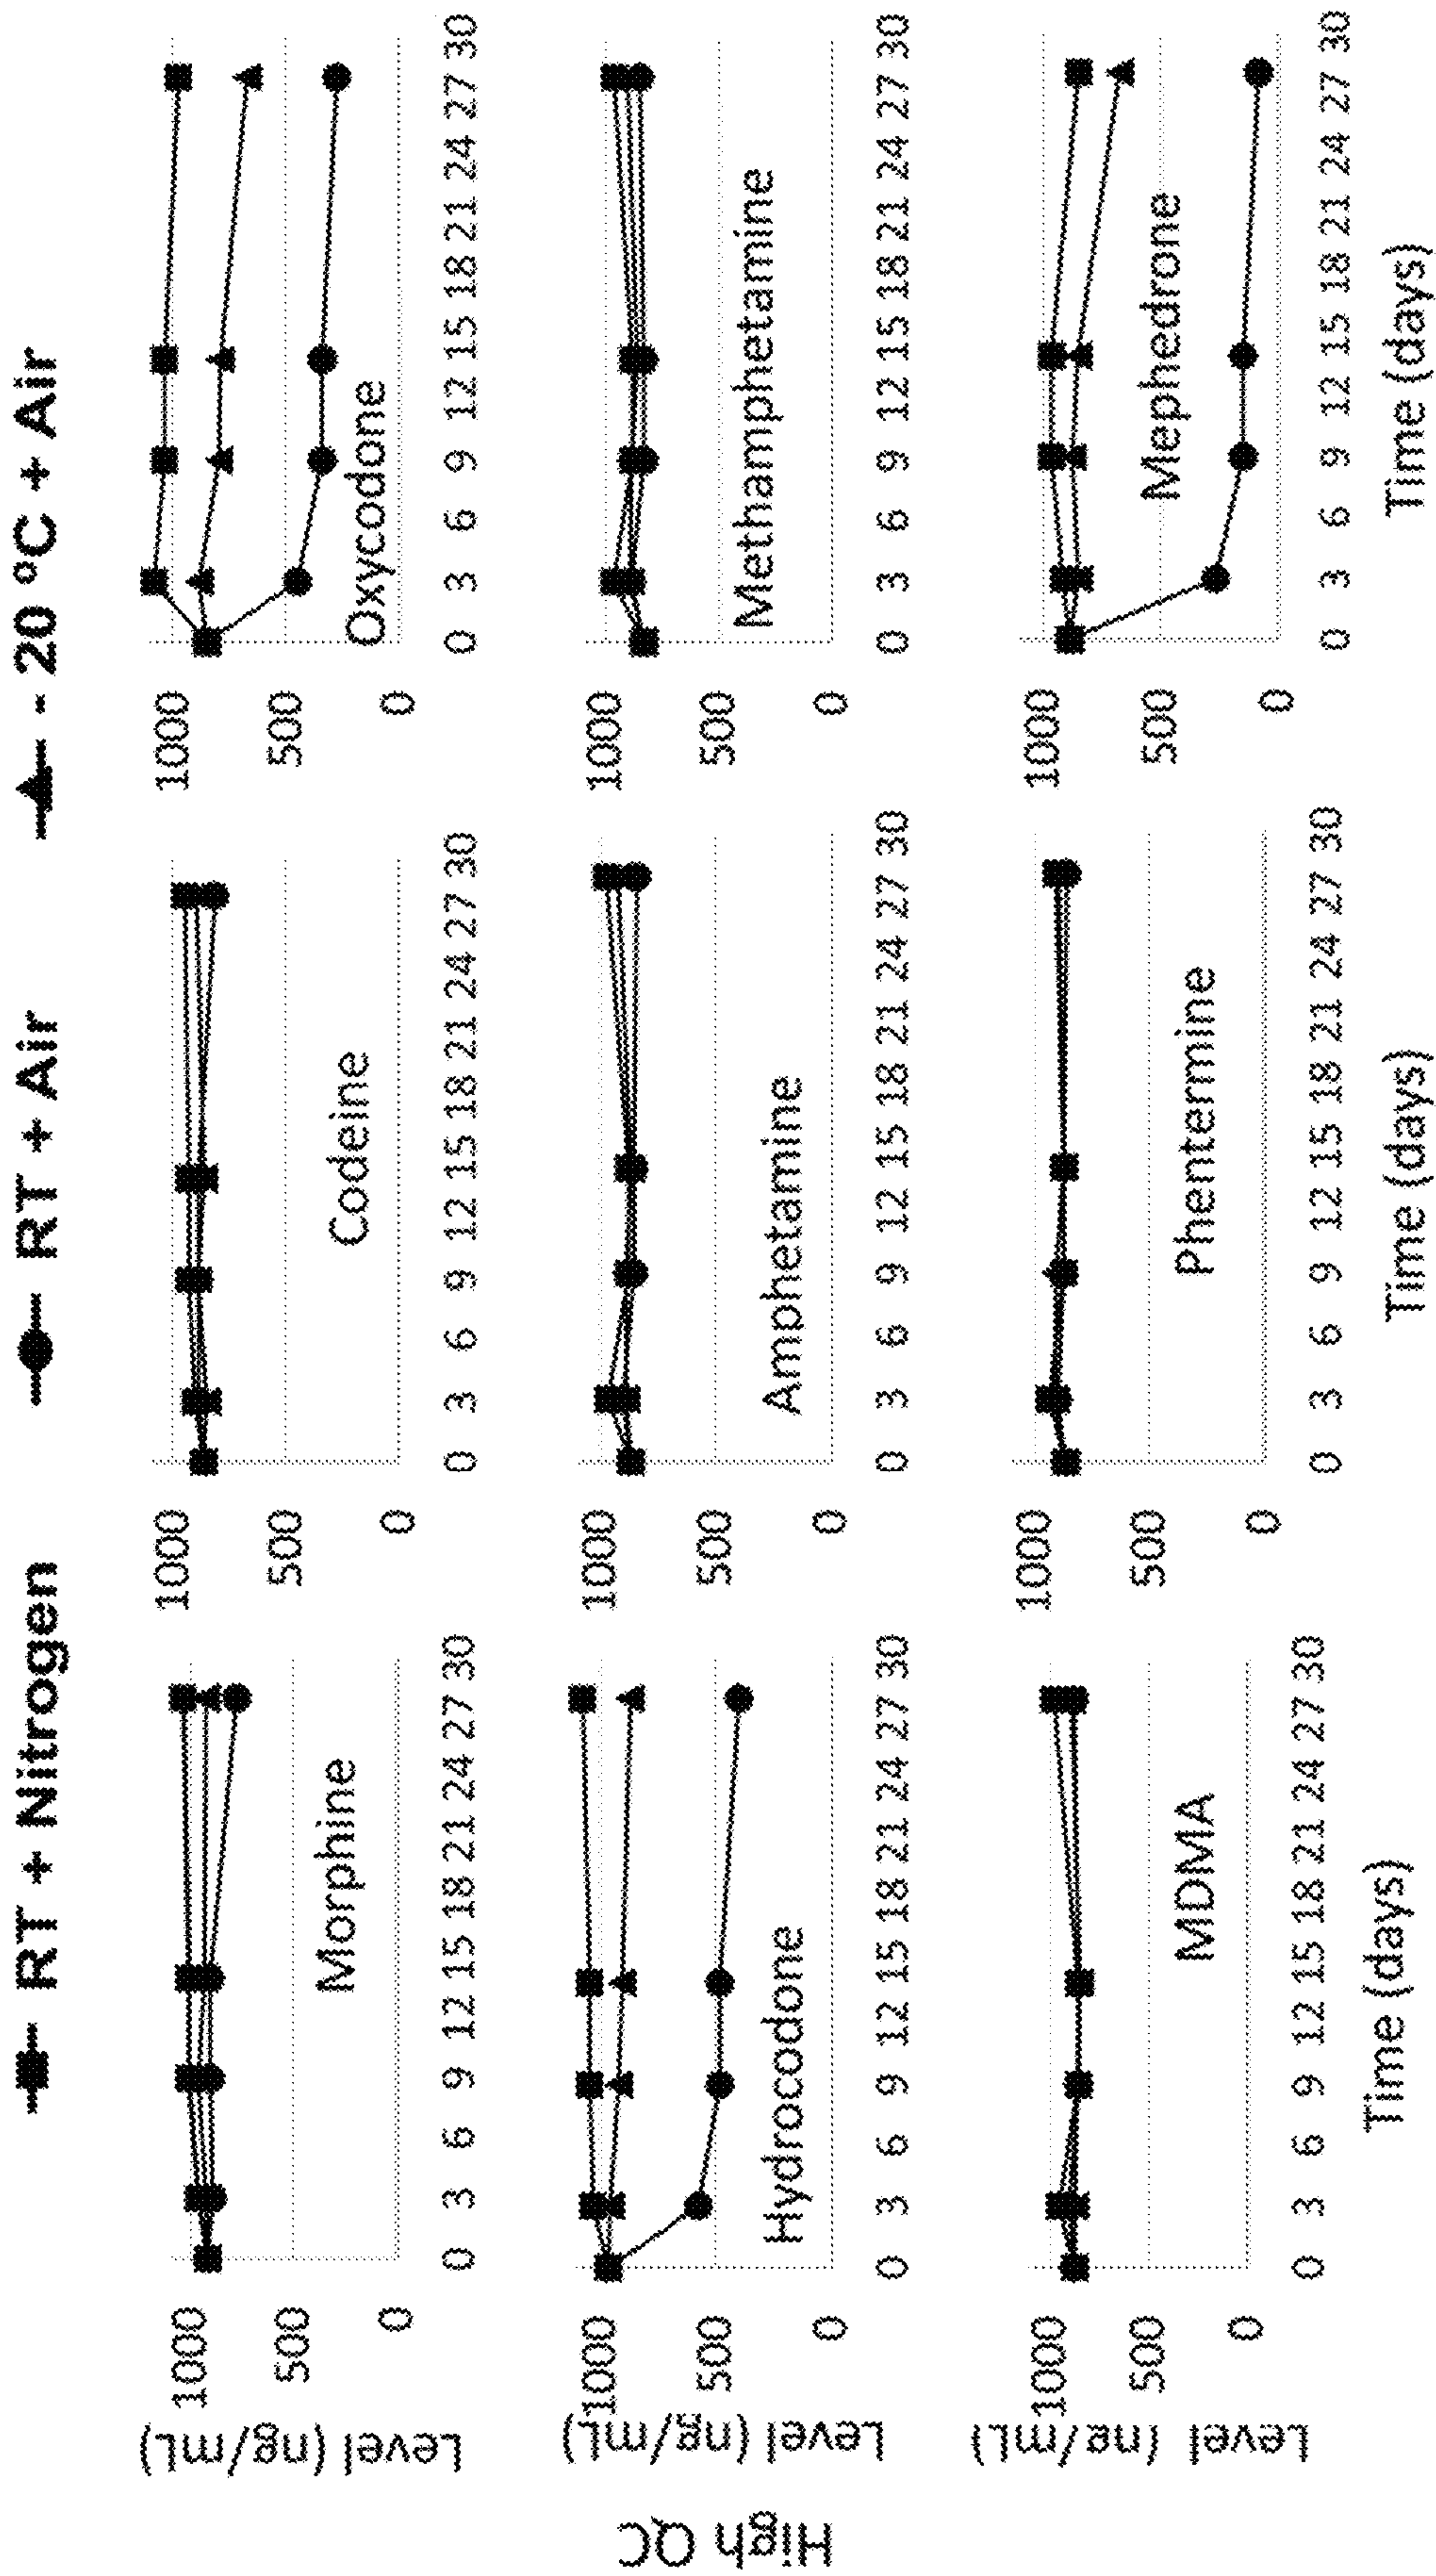 RT + Nitrogen
RT + Air
- 20 °C + Air
High QC
Level (ng/mL)
1000
500
0
Morphine
0 3 6 9 12 15 18 21 24 27 30
1000
500
0
Codeine
0 3 6 9 12 15 18 21 24 27 30
1000
500
0
Oxycodone
0 3 6 9 12 15 18 21 24 27 30
Level (ng/mL)
1000
500
0
Hydrocodone
0 3 6 9 12 15 18 21 24 27 30
1000
500
0
Amphetamine
0 3 6 9 12 15 18 21 24 27 30
1000
500
0
Methamphetamine
0 3 6 9 12 15 18 21 24 27 30
Level (ng/mL)
1000
500
0
MDMA
0 3 6 9 12 15 18 21 24 27 30
Time (days)
1000
500
0
Phentermine
0 3 6 9 12 15 18 21 24 27 30
Time (days)
1000
500
0
Mephedrone
0 3 6 9 12 15 18 21 24 27 30
Time (days)